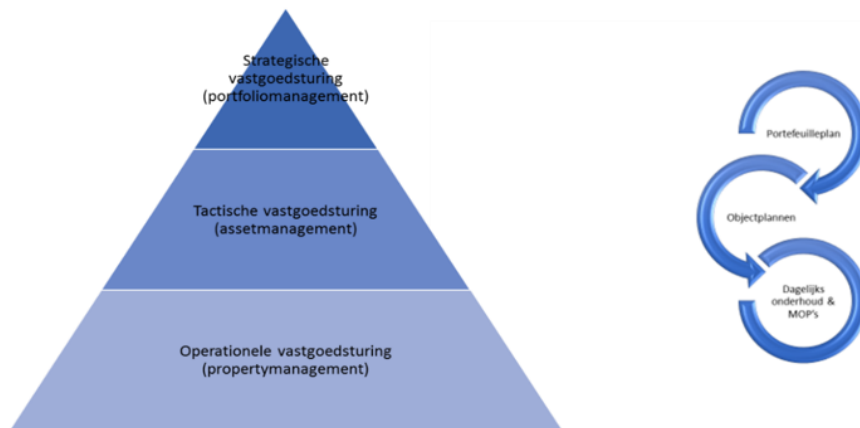 Strategische
vastgoedsturing
(portfoliomanagement)
Tactische vastgoedsturing
(assetmanagement)
Operationele vastgoedsturing
(propertymanagement)
Portefeuilleplan
Objectplannen
Dagelijks
onderhoud &
MOP's